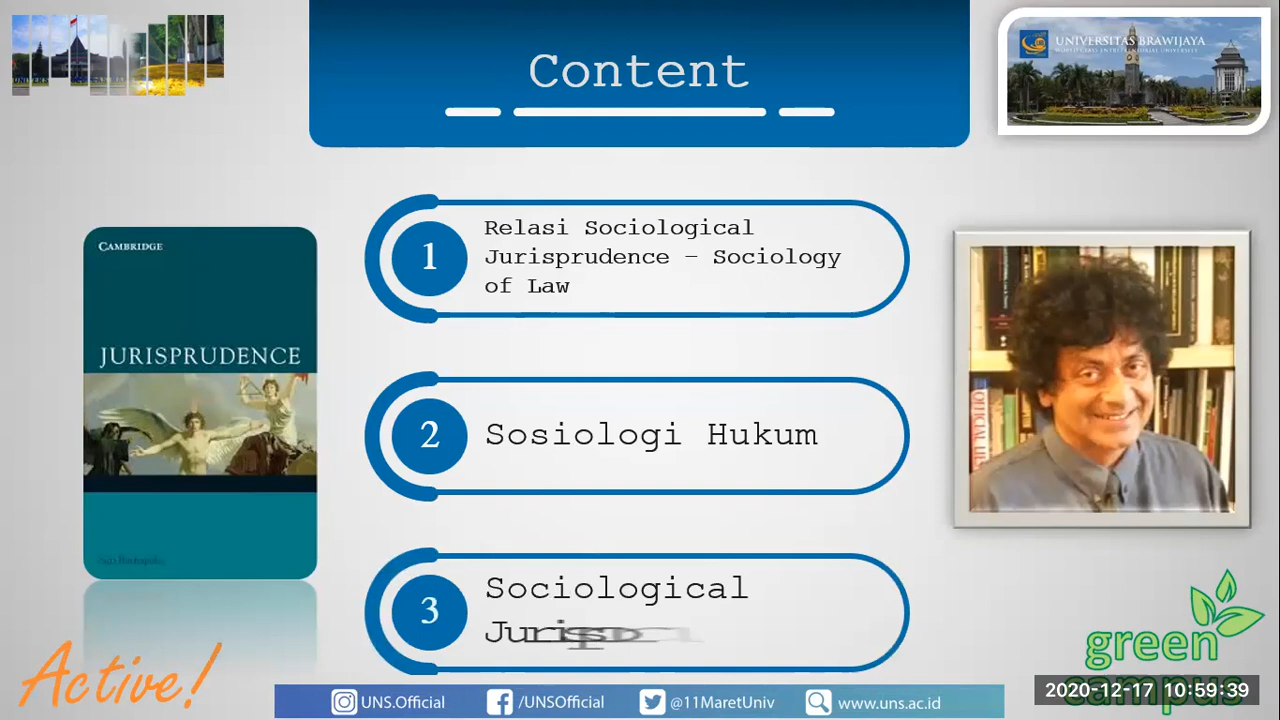 Content
UNIVERSITAS BRAWIJAYA
CAMBRIDGE
JURISPRUDENCE
1
Relasi Sociological
Jurisprudence – Sociology
of Law
2
Sosiologi Hukum
3
Sociological
Active!
UNS.Official
/UNSOfficial
@11MaretUniv
www.uns.ac.id
green
campus
2020-12-17 10:59:39